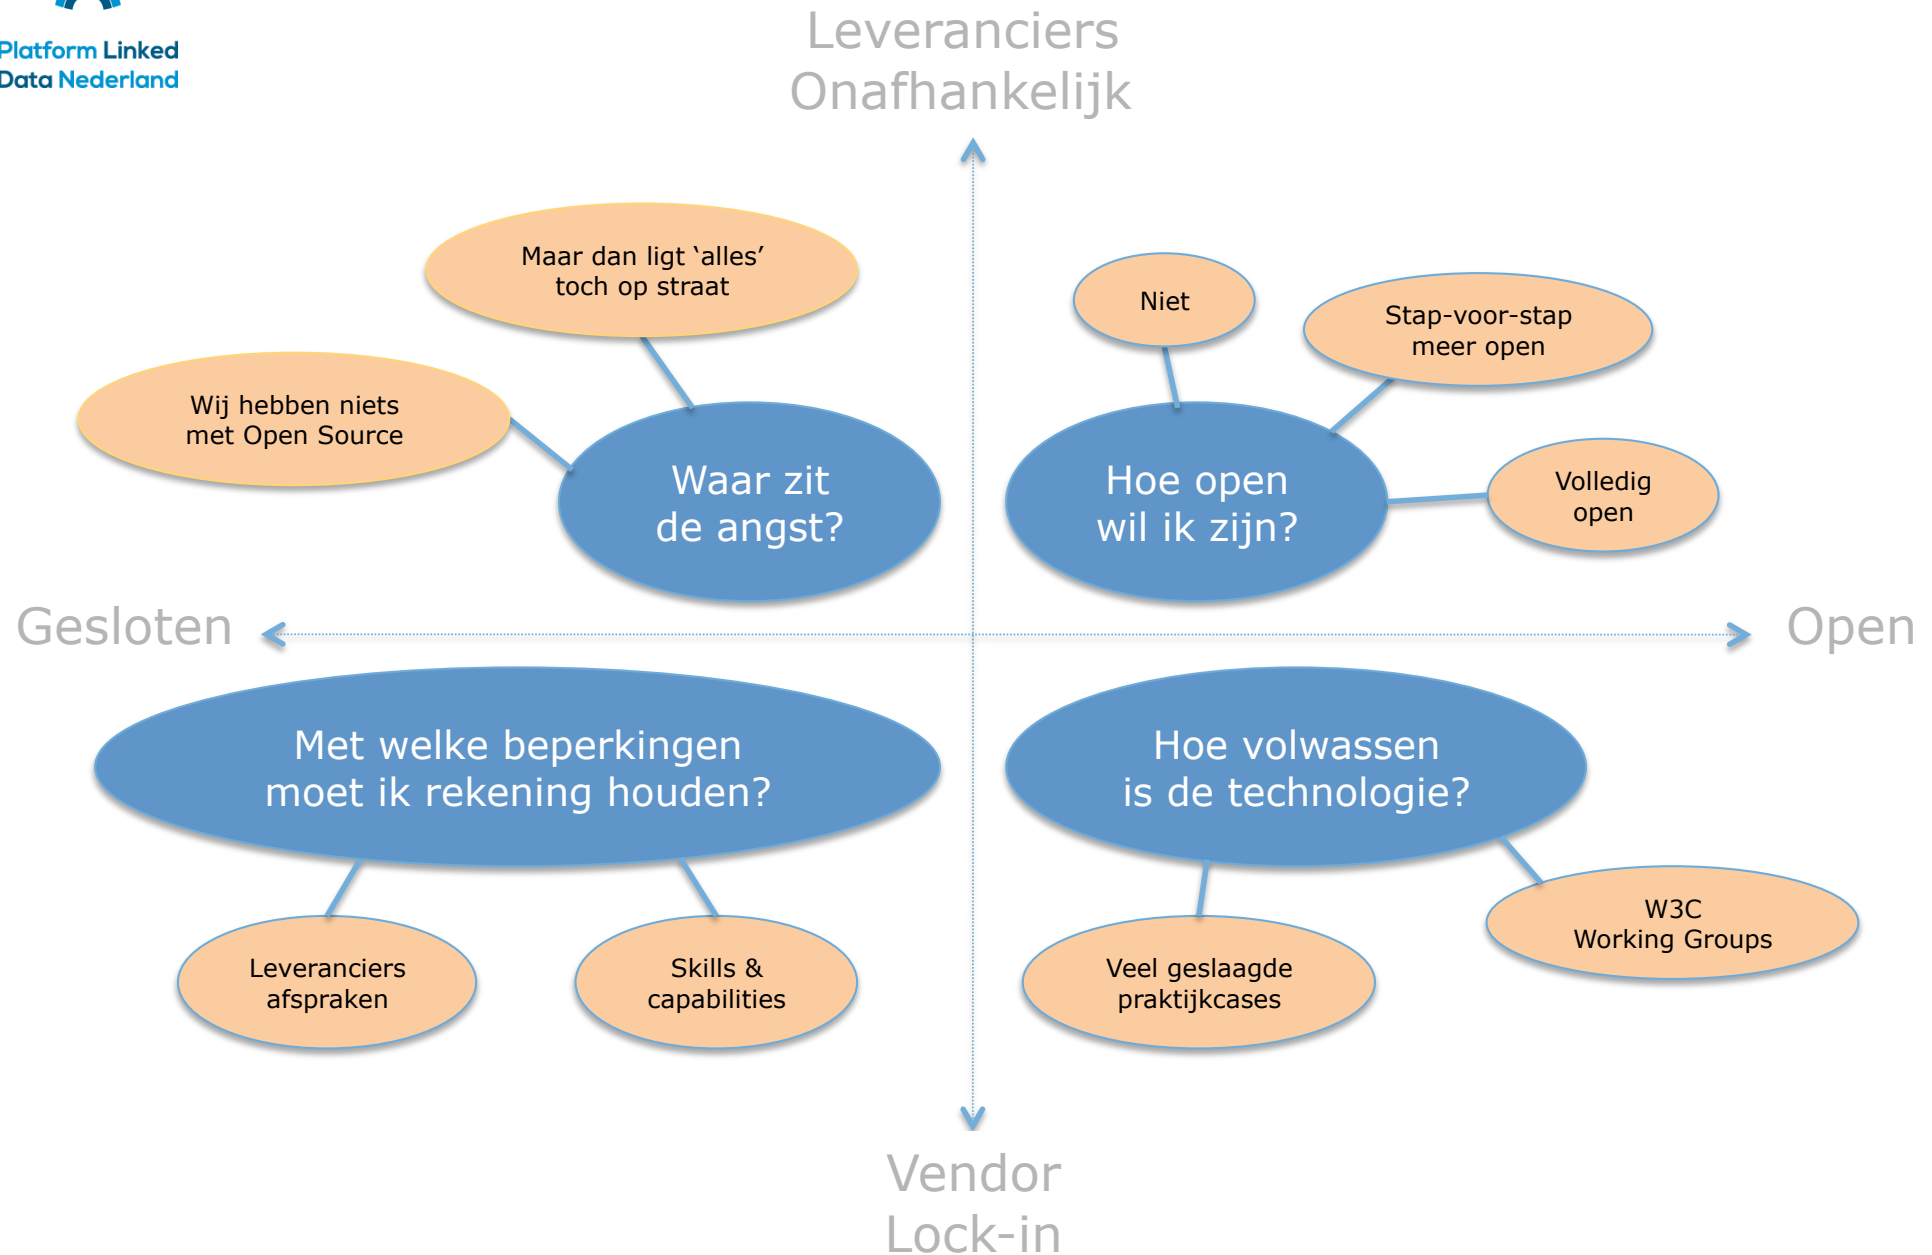 Platform Linked
Data Nederland
Leveranciers
Onafhankelijk
Maar dan ligt ‘alles’
toch op straat
Wij hebben niets
met Open Source
Waar zit
de angst?
Niet
Stap-voor-stap
meer open
Volledig
open
Hoe open
wil ik zijn?
Gesloten
Open
Met welke beperkingen
moet ik rekening houden?
Leveranciers
afspraken
Skills &
capabilities
Hoe volwassen
is de technologie?
Veel geslaagde
praktijkcases
W3C
Working Groups
Vendor
Lock-in